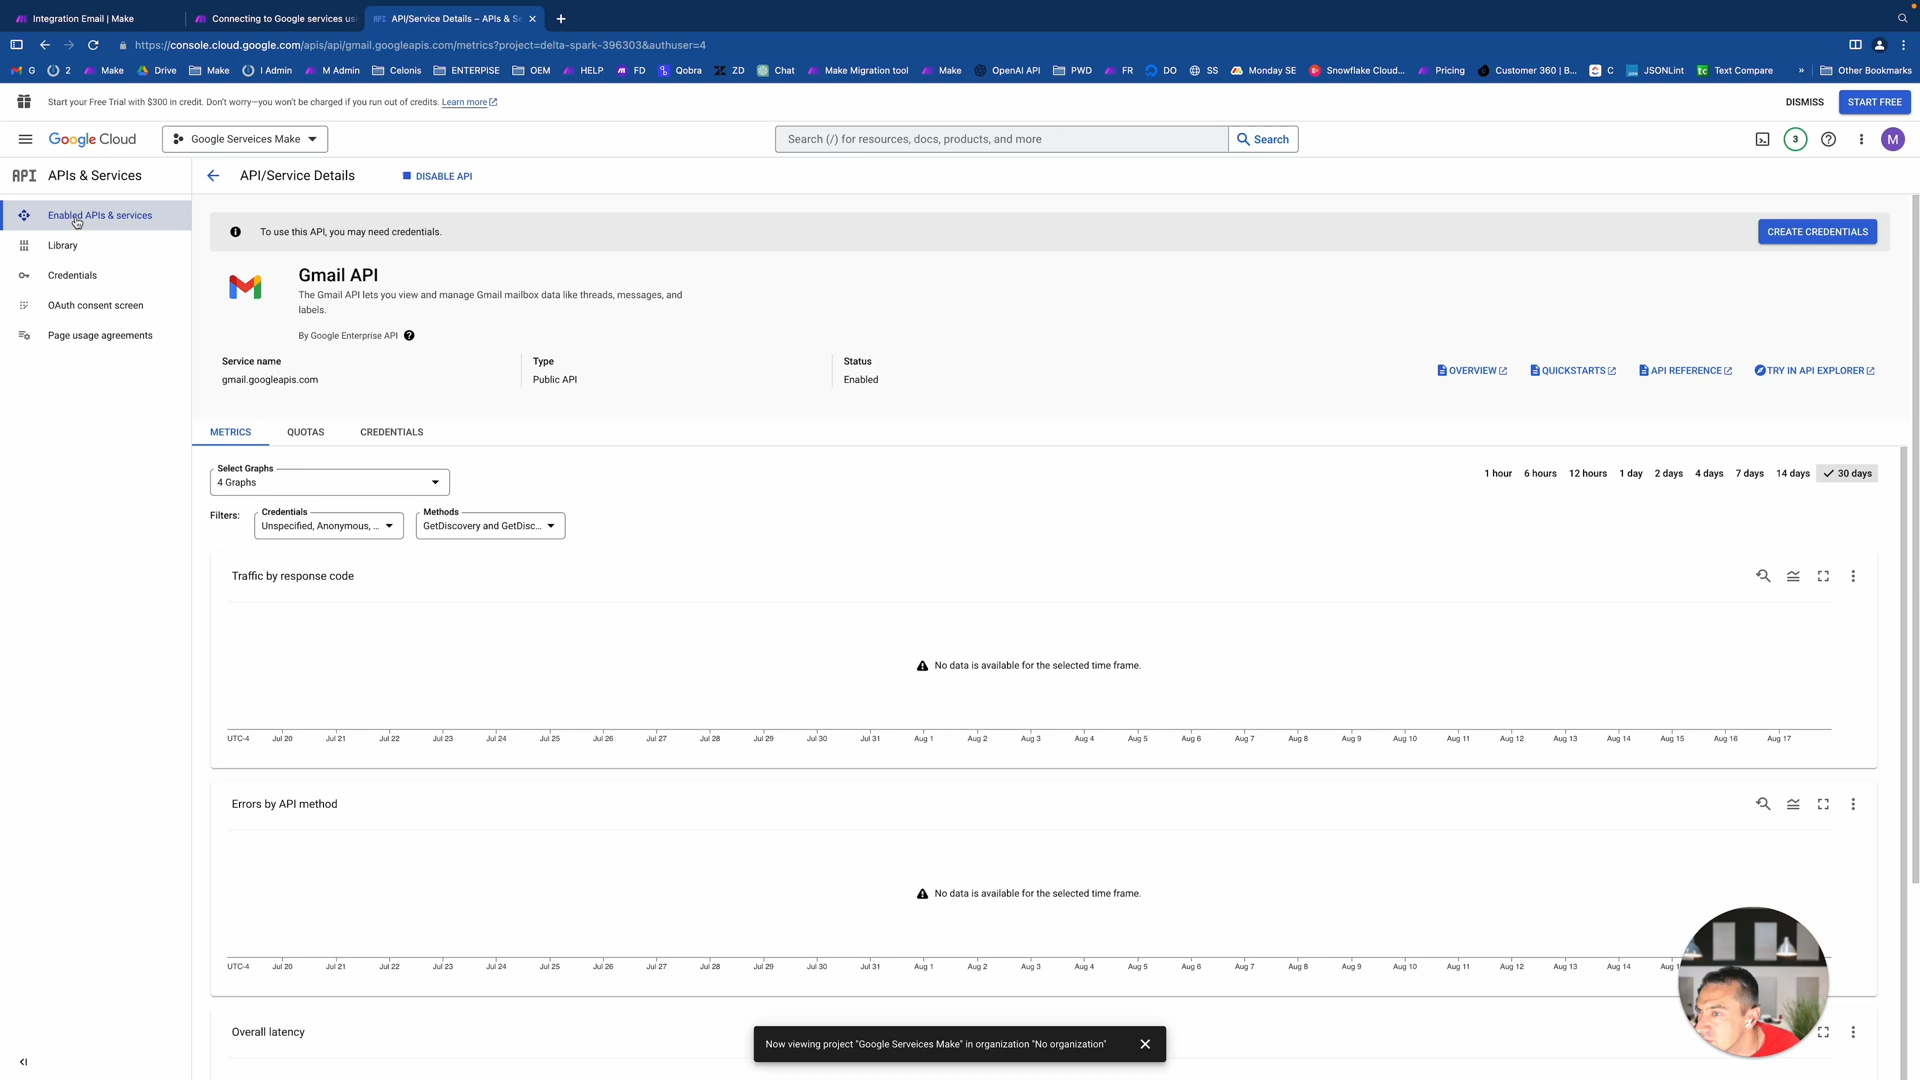 Integration Email | Make
Connecting to Google services us
API API/Service Details – APIs & Se
https://console.cloud.google.com/apis/api/gmail.googleapis.com/metrics?project=delta-spark-396303&authuser=4
G
2
Make
Drive
Make
I Admin
M Admin
Celonis
ENTERPISE
OEM
HELP
FD
Qobra
ZD
Chat
Make Migration tool
Make
OpenAI API
PWD
FR
DO
SS
Monday SE
Snowflake Cloud...
Pricing
Customer 360 | B...
C
JSONLint
Text Compare
»
Other Bookmarks
Start your Free Trial with $300 in credit. Don't worry—you won't be charged if you run out of credits. Learn more
DISMISS
START FREE
Google Cloud
Google Serveices Make
Search (/) for resources, docs, products, and more
Search
3
M
API APIs & Services
API/Service Details
DISABLE API
Enabled APIs & services
Library
Credentials
OAuth consent screen
Page usage agreements
To use this API, you may need credentials.
CREATE CREDENTIALS
Gmail API
The Gmail API lets you view and manage Gmail mailbox data like threads, messages, and
labels.
By Google Enterprise API
Service name
gmail.googleapis.com
Type
Public API
Status
Enabled
OVERVIEW
QUICKSTARTS
API REFERENCE
TRY IN API EXPLORER
METRICS
QUOTAS
CREDENTIALS
Select Graphs
4 Graphs
1 hour 6 hours 12 hours 1 day 2 days 4 days 7 days 14 days 30 days
Filters:
Credentials
Unspecified, Anonymous, ...
Methods
GetDiscovery and GetDisc...
Traffic by response code
No data is available for the selected time frame.
UTC-4 Jul 20 Jul 21 Jul 22 Jul 23 Jul 24 Jul 25 Jul 26 Jul 27 Jul 28 Jul 29 Jul 30 Jul 31 Aug 1 Aug 2 Aug 3 Aug 4 Aug 5 Aug 6 Aug 7 Aug 8 Aug 9 Aug 10 Aug 11 Aug 12 Aug 13 Aug 14 Aug 15 Aug 16 Aug 17
Errors by API method
No data is available for the selected time frame.
UTC-4 Jul 20 Jul 21 Jul 22 Jul 23 Jul 24 Jul 25 Jul 26 Jul 27 Jul 28 Jul 29 Jul 30 Jul 31 Aug 1 Aug 2 Aug 3 Aug 4 Aug 5 Aug 6 Aug 7 Aug 8 Aug 9 Aug 10 Aug 11 Aug 12 Aug 13 Aug 14 Aug 1
Overall latency
Now viewing project "Google Serveices Make" in organization "No organization"